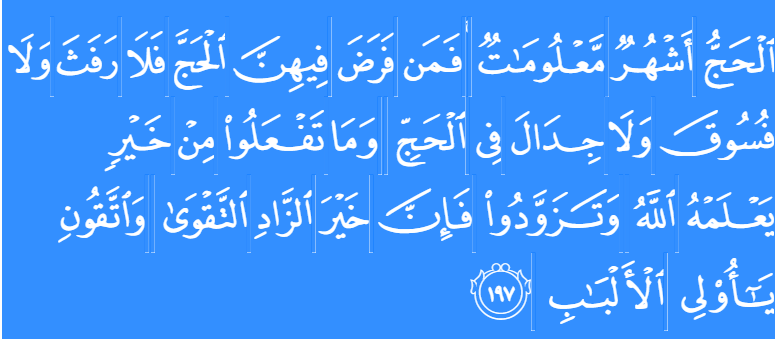 ٱلْحَجُّ أَشْهُرٌ مَّعْلُومَٰتٌ ۚ فَمَن فَرَضَ فِيهِنَّ ٱلْحَجَّ فَلَا رَفَثَ وَلَا
فُسُوقَ وَلَا جِدَالَ فِى ٱلْحَجِّ وَمَا تَفْعَلُوا۟ مِنْ خَيْرٍ
يَعْلَمْهُ ٱللَّهُ وَتَزَوَّدُوا۟ فَإِنَّ خَيْرَ ٱلزَّادِ ٱلتَّقْوَىٰ وَٱتَّقُونِ
يَٰٓأُو۟لِى ٱلْأَلْبَٰبِ ١٩٧